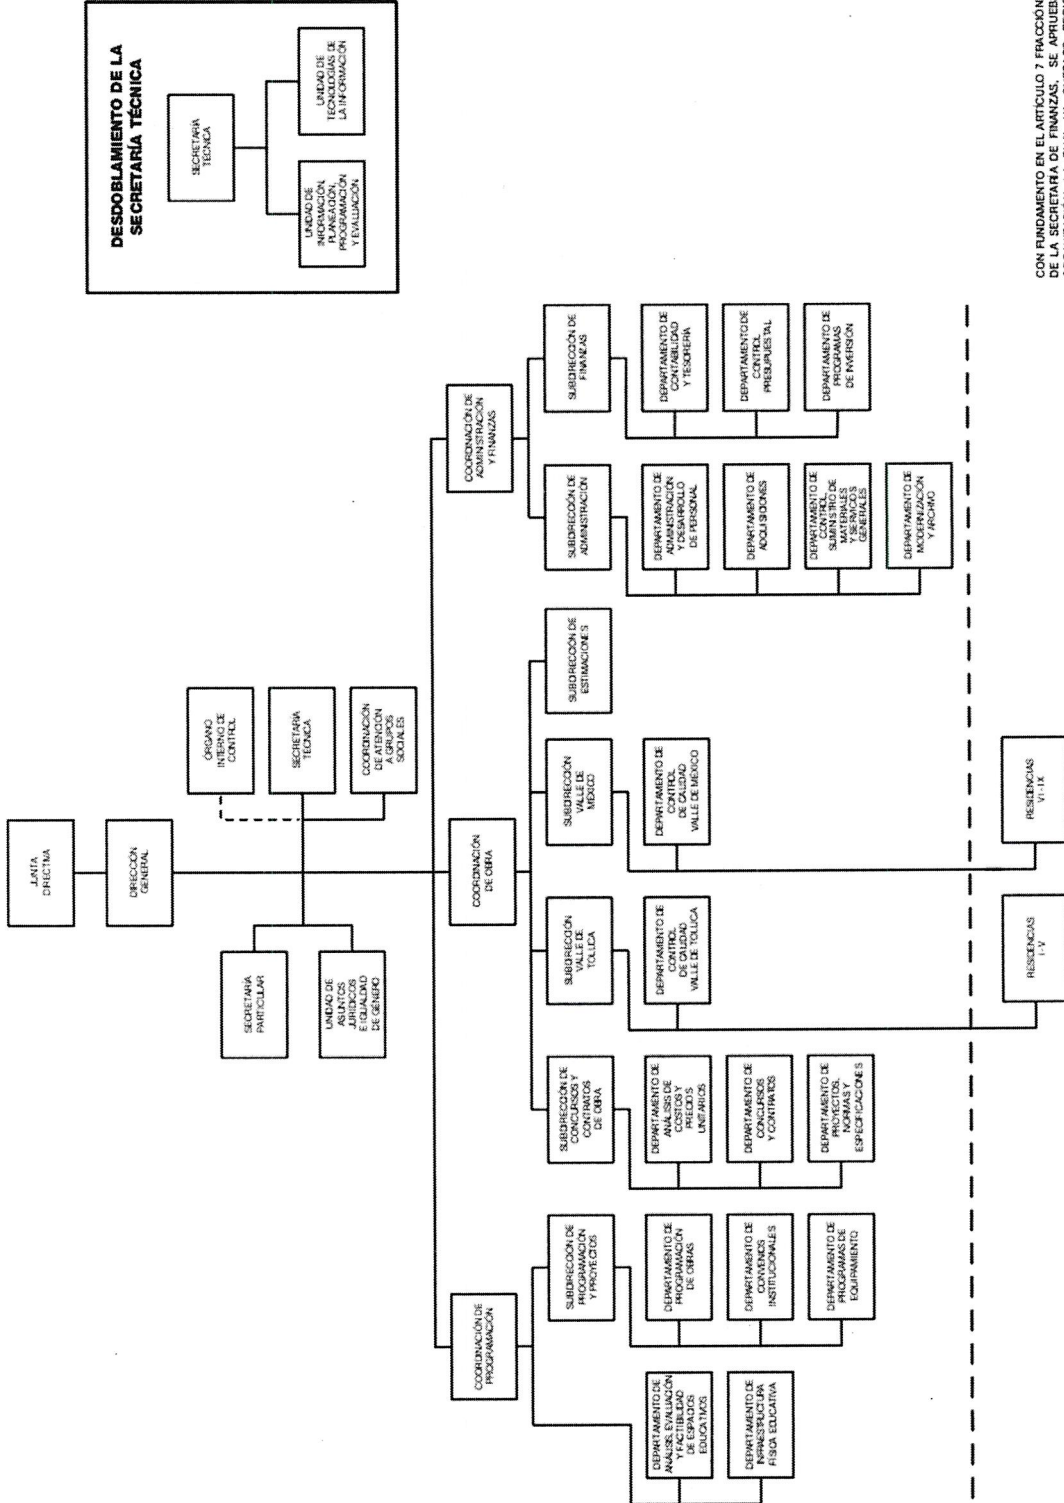 DESDOBLAMIENTO DE LA
SECRETARÍA TÉCNICA
SECRETARÍA
TÉCNICA
UNIDAD DE
INFORMACIÓN,
PLANEACIÓN,
PROGRAMACIÓN
Y EVALUACIÓN
UNIDAD DE
TECNOLOGÍAS DE
LA INFORMACIÓN
JUNTA
DIRECTIVA
DIRECCIÓN
GENERAL
SECRETARÍA
PARTICULAR
UNIDAD DE
ASUNTOS
JURÍDICOS
E IGUALDAD
DE GÉNERO
ÓRGANO
INTERNO DE
CONTROL
SECRETARÍA
TÉCNICA
COORDINACIÓN
DE ATENCIÓN
A GRUPOS
SOCIALES
COORDINACIÓN DE
PROGRAMACIÓN
COORDINACIÓN
DE OBRA
COORDINACIÓN DE
ADMINISTRACIÓN
Y FINANZAS
SUBDIRECCIÓN DE
PROGRAMACIÓN
Y PROYECTOS
SUBDIRECCIÓN DE
CONCURSOS Y
CONTRATOS
DE OBRA
SUBDIRECCIÓN
VALLE DE
TOLUCA
SUBDIRECCIÓN
VALLE DE
MÉXICO
SUBDIRECCIÓN DE
ESTIMACIONES
SUBDIRECCIÓN DE
ADMINISTRACIÓN
SUBDIRECCIÓN DE
FINANZAS
DEPARTAMENTO DE
ANÁLISIS, EVALUACIÓN
Y FACTIBILIDAD
DE ESPACIOS
EDUCATIVOS
DEPARTAMENTO DE
INFRAESTRUCTURA
FÍSICA EDUCATIVA
DEPARTAMENTO DE
PROGRAMACIÓN
DE OBRAS
DEPARTAMENTO DE
CONVENIOS
INSTITUCIONALES
DEPARTAMENTO DE
PROGRAMAS DE
EQUIPAMIENTO
DEPARTAMENTO DE
ANÁLISIS DE
COSTOS Y
PRECIOS
UNITARIOS
DEPARTAMENTO DE
CONCURSOS
Y CONTRATOS
DEPARTAMENTO DE
PROYECTOS,
NORMAS Y
ESPECIFICACIONES
DEPARTAMENTO DE
CONTROL
DE CALIDAD
VALLE DE TOLUCA
DEPARTAMENTO DE
CONTROL
DE CALIDAD
VALLE DE MÉXICO
DEPARTAMENTO DE
ADMINISTRACIÓN
Y DESARROLLO
DE PERSONAL
DEPARTAMENTO DE
ADQUISICIONES
DEPARTAMENTO DE
CONTROL,
SUMINISTRO DE
MATERIALES
Y SERVICIOS
GENERALES
DEPARTAMENTO DE
MODERNIZACIÓN
Y ARCHIVO
DEPARTAMENTO DE
CONTABILIDAD
Y TESORERÍA
DEPARTAMENTO DE
CONTROL
PRESUPUESTAL
DEPARTAMENTO DE
PROGRAMAS
DE INVERSIÓN
RESIDENCIAS
I-V
RESIDENCIAS
VI-IX
CON FUNDAMENTO EN EL ARTÍCULO 7 FRACCIÓN
DE LA SECRETARÍA DE FINANZAS, SE